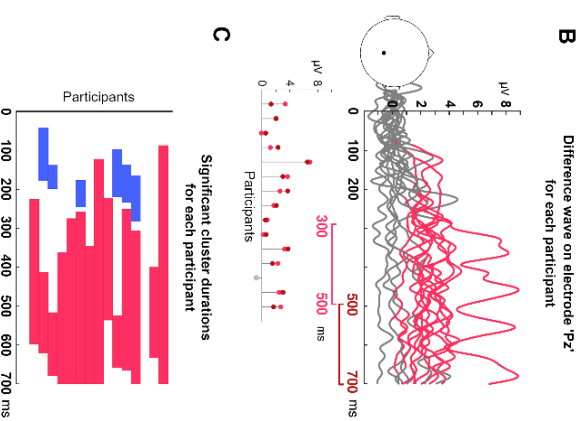 B
Difference wave on electrode 'Pz'
for each participant
μV
0 2 4 6 8
0 100 200 500 700 ms
μV
0 4 8
300 500 ms
Participants
C
Significant cluster durations
for each participant
Participants
0 100 200 300 400 500 600 700 ms